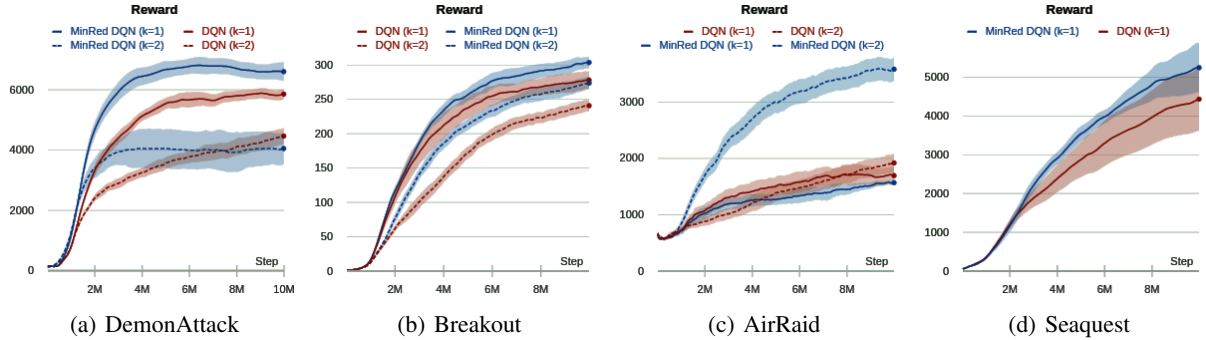 Reward
MinRed DQN (k=1) DQN (k=1)
MinRed DQN (k=2) DQN (k=2)
6000
4000
2000
0
Step
2M 4M 6M 8M 10M
(a) DemonAttack
Reward
DQN (k=1) MinRed DQN (k=1)
DQN (k=2) MinRed DQN (k=2)
300
250
200
150
100
50
0
Step
2M 4M 6M 8M
(b) Breakout
Reward
DQN (k=1) DQN (k=2)
MinRed DQN (k=1) MinRed DQN (k=2)
3000
2000
1000
0
Step
2M 4M 6M 8M
(c) AirRaid
Reward
MinRed DQN (k=1) DQN (k=1)
5000
4000
3000
2000
1000
0
Step
2M 4M 6M 8M
(d) Seaquest